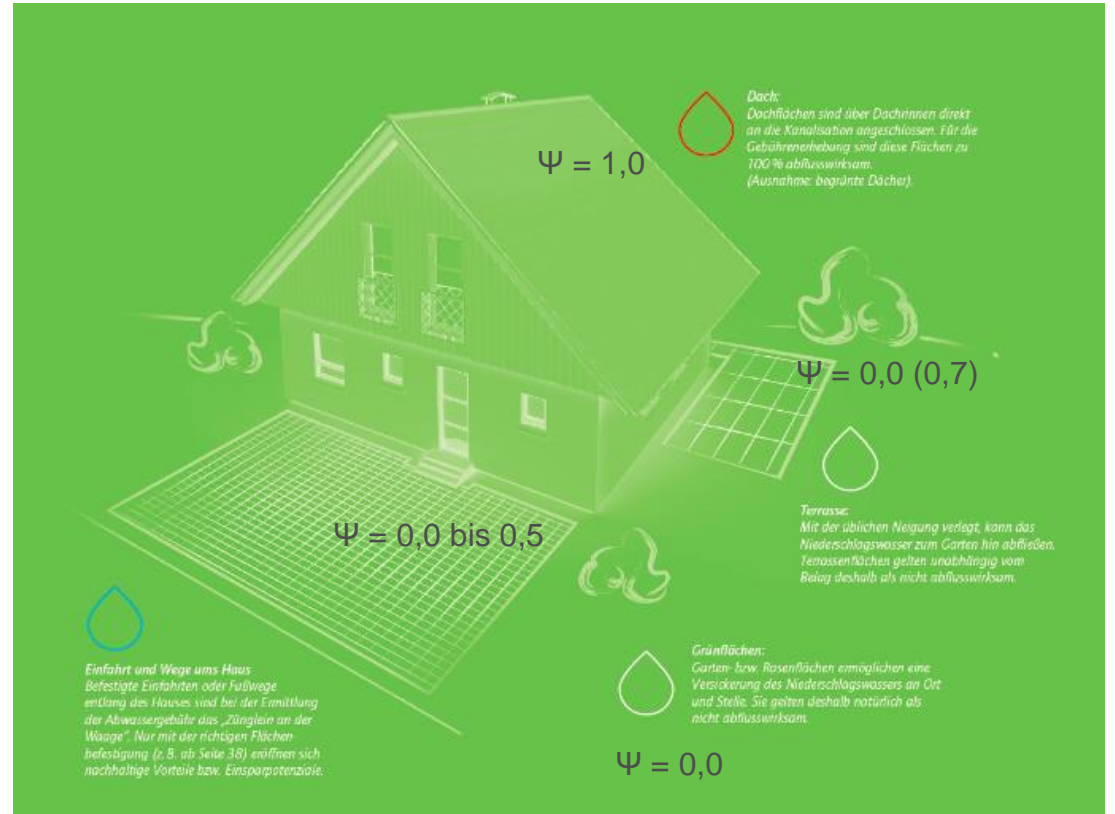 Dach:
Dachflächen sind über Dachrinnen direkt
an die Kanalisation angeschlossen. Für die
Gebührenerhebung sind diese Flächen zu
100 % abflusswirksam.
(Ausnahme: begrünte Dächer).
Ψ = 1,0
Ψ = 0,0 (0,7)
Terrasse:
Mit der üblichen Neigung verlegt, kann das
Niederschlagswasser zum Garten hin abfließen.
Terrassenflächen gelten unabhängig vom
Belag deshalb als nicht abflusswirksam.
Ψ = 0,0 bis 0,5
Einfahrt und Wege ums Haus
Befestigte Einfahrten oder Fußwege
entlang des Hauses sind bei der Ermittlung
der Abwassergebühr das „Zünglein an der
Waage“. Nur mit der richtigen Flächen-
befestigung (z. B. ab Seite 38) eröffnen sich
nachhaltige Vorteile bzw. Einsparpotenziale.
Grünflächen:
Garten- bzw. Rasenflächen ermöglichen eine
Versickerung des Niederschlagswassers an Ort
und Stelle. Sie gelten deshalb natürlich als
nicht abflusswirksam.
Ψ = 0,0